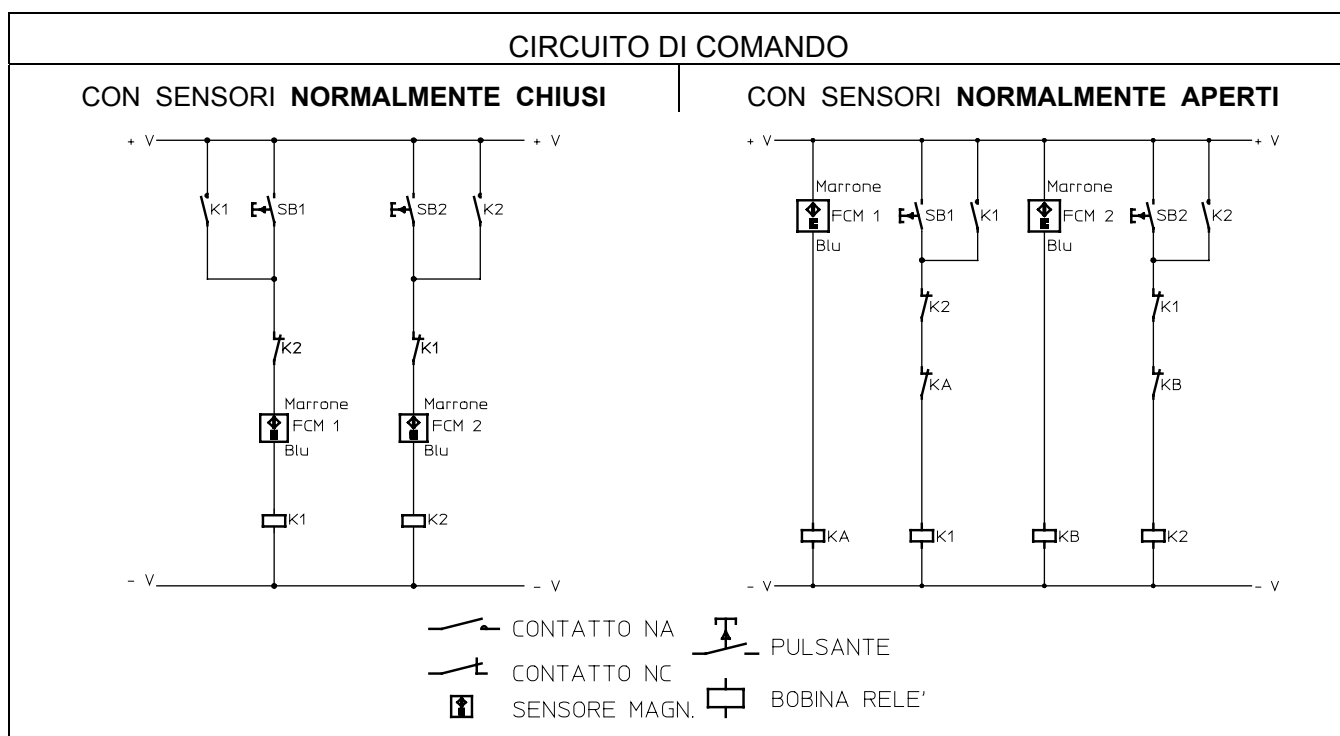 CIRCUITO DI COMANDO
CON SENSORI NORMALMENTE CHIUSI
CON SENSORI NORMALMENTE APERTI
+ V
+ V
K1
SB1
SB2
K2
K2
K1
Marrone
FCM 1
Blu
Marrone
FCM 2
Blu
K1
K2
- V
- V
+ V
+ V
Marrone
FCM 1
Blu
SB1
K1
Marrone
FCM 2
Blu
SB2
K2
K2
K1
KA
KB
KA
K1
KB
K2
- V
- V
CONTATTO NA
CONTATTO NC
SENSORE MAGN.
PULSANTE
BOBINA RELE'